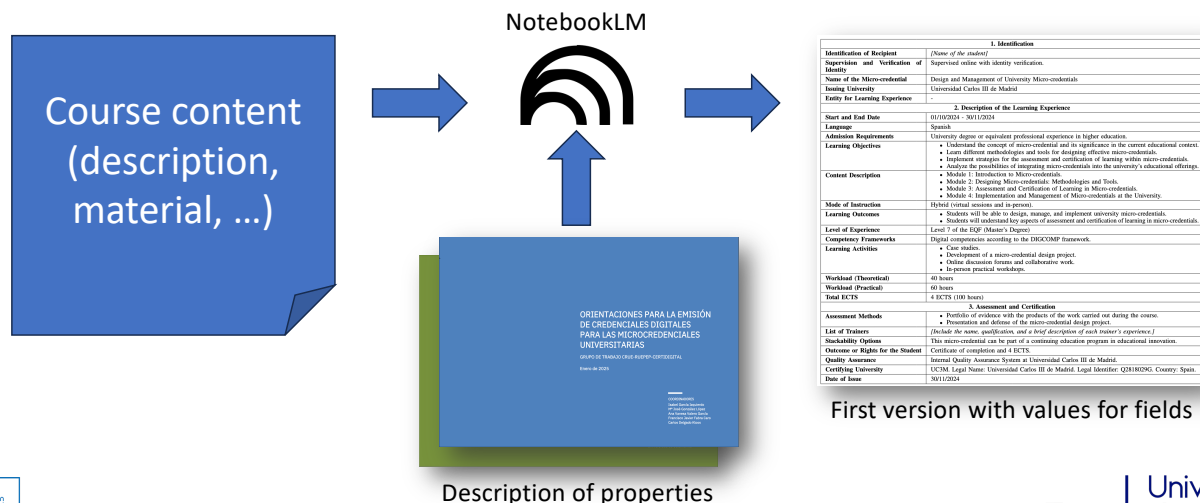 NotebookLM
Course content
(description,
material, ...)
ORIENTACIONES PARA LA EMISIÓN
DE CREDENCIALES DIGITALES
PARA LAS MICROCREDENCIALES
UNIVERSITARIAS
GRUPO DE TRABAJO CRUE-RUEPEP-CERTIDIGITAL
Enero de 2025
COORDINADORES
Description of properties
1. Identification
Identification of Recipient [Name of the student]
Supervision and Verification of Identity Supervised online with identity verification.
Name of the Micro-credential Design and Management of University Micro-credentials
Issuing University Universidad Carlos III de Madrid
Entity for Learning Experience -
2. Description of the Learning Experience
Start and End Date 01/10/2024 - 30/11/2024
Language Spanish
Admission Requirements University degree or equivalent professional experience in higher education.
Learning Objectives • Understand the concept of micro-credential and its significance in the current educational context.
• Learn different methodologies and tools for designing effective micro-credentials.
• Implement strategies for the assessment and certification of learning within micro-credentials.
• Analyze the possibilities of integrating micro-credentials into the university's educational offerings.
Content Description • Module 1: Introduction to Micro-credentials.
• Module 2: Designing Micro-credentials: Methodologies and Tools.
• Module 3: Assessment and Certification of Learning in Micro-credentials.
• Module 4: Implementation and Management of Micro-credentials at the University.
Mode of Instruction Hybrid (virtual sessions and in-person).
Learning Outcomes • Students will be able to design, manage, and implement university micro-credentials.
• Students will understand key aspects of assessment and certification of learning in micro-credentials.
Level of Experience Level 7 of the EQF (Master's Degree)
Competency Frameworks Digital competencies according to the DIGCOMP framework.
Learning Activities • Case studies.
• Development of a micro-credential design project.
• Online discussion forums and collaborative work.
• In-person practical workshops.
Workload (Theoretical) 40 hours
Workload (Practical) 60 hours
Total ECTS 4 ECTS (100 hours)
3. Assessment and Certification
Assessment Methods • Portfolio of evidence with the products of the work carried out during the course.
• Presentation and defense of the micro-credential design project.
List of Trainers [Include the name, qualification, and a brief description of each trainer's experience.]
Stackability Options This micro-credential can be part of a continuing education program in educational innovation.
Outcome or Rights for the Student Certificate of completion and 4 ECTS.
Quality Assurance Internal Quality Assurance System at Universidad Carlos III de Madrid.
Certifying University UC3M. Legal Name: Universidad Carlos III de Madrid. Legal Identifier: Q2818029G. Country: Spain.
Date of Issue 30/11/2024
First version with values for fields
Univ